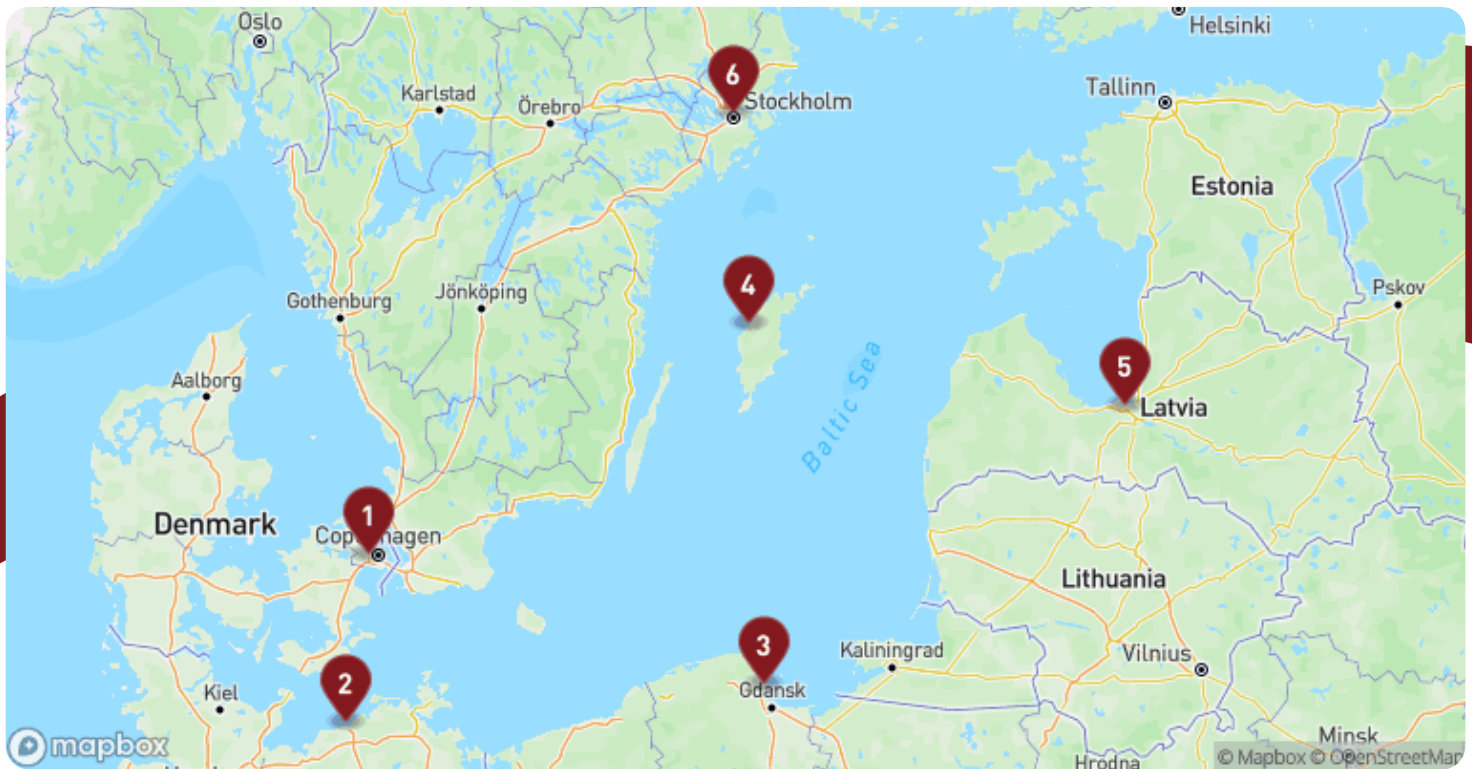 Oslo
Helsinki
6
Stockholm
Tallinn
Karlstad
Örebro
Estonia
4
Pskov
Jönköping
Gothenburg
Baltic Sea
5
Aalborg
Latvia
1
Denmark
Copenhagen
Lithuania
3
Kaliningrad
Vilnius
2
Kiel
Gdansk
Minsk
mapbox
© Mapbox © OpenStreetMap
Hrodna